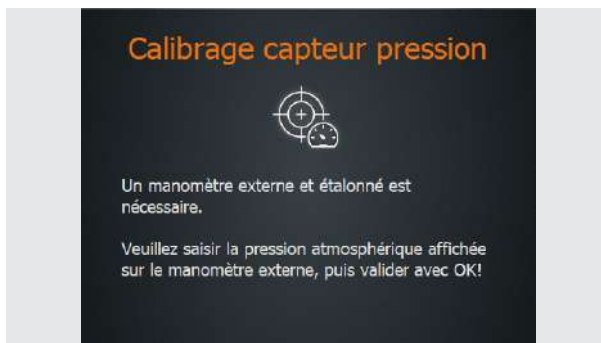 Calibrage capteur pression
Un manomètre externe et étalonné est
nécessaire.
Veuillez saisir la pression atmosphérique affichée
sur le manomètre externe, puis valider avec OK!